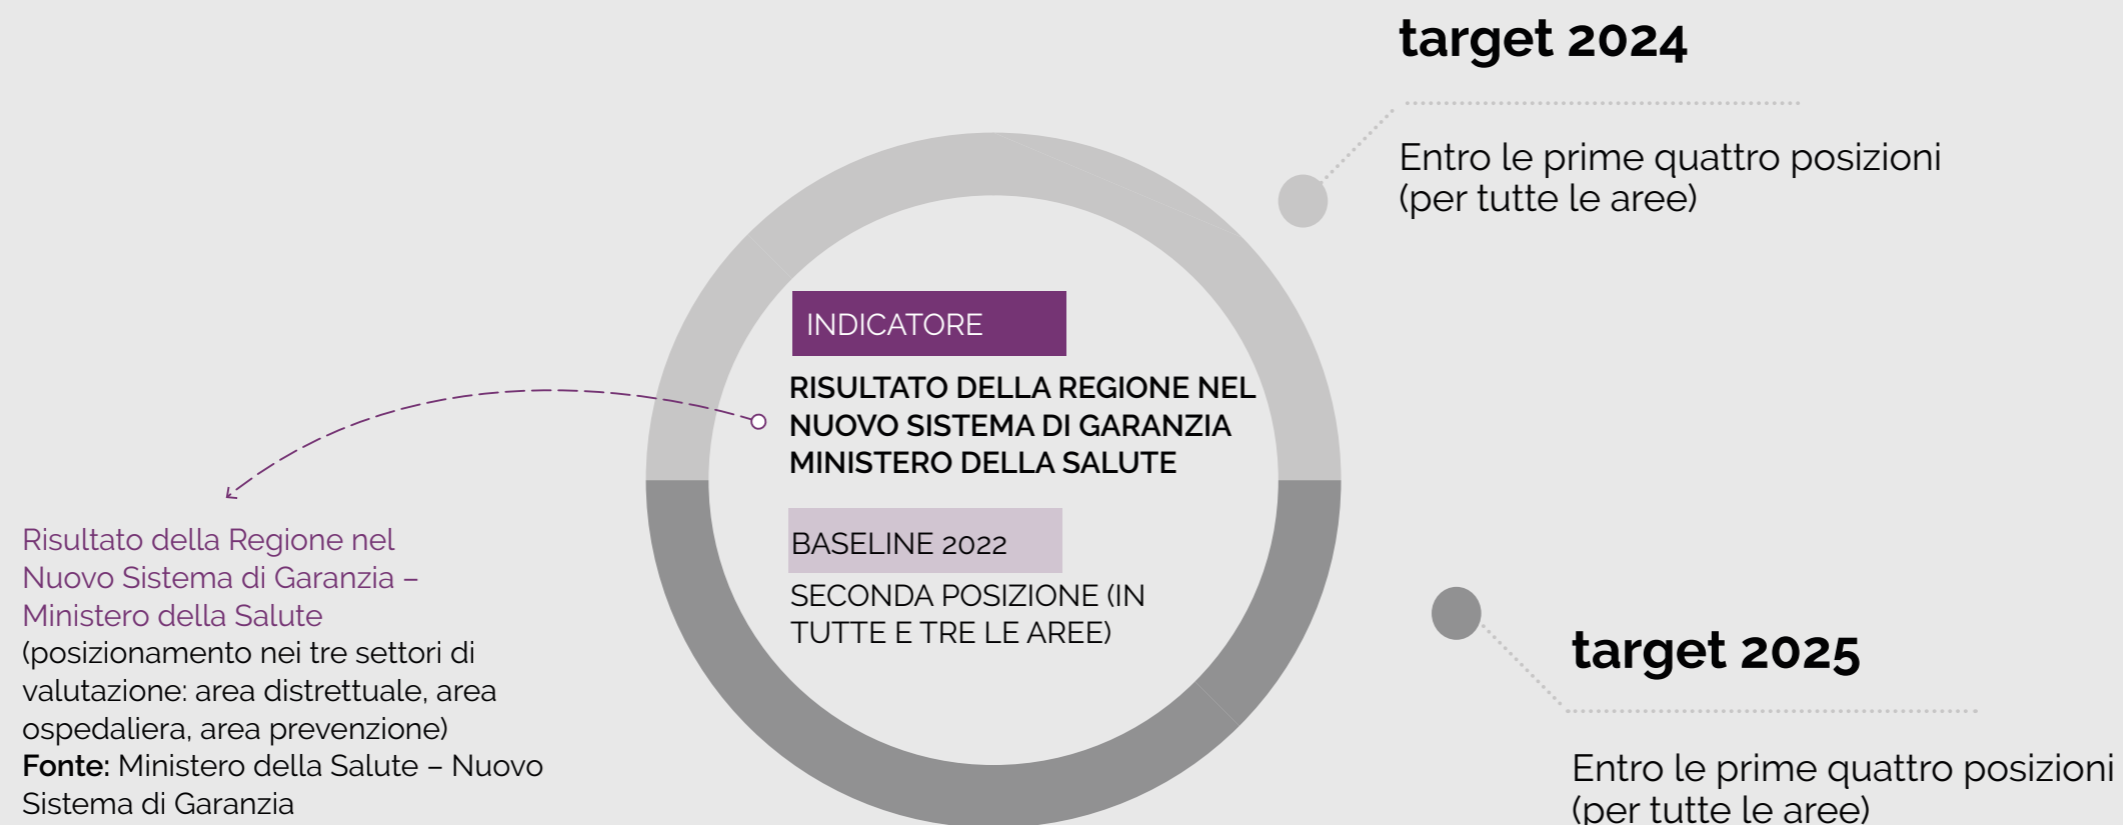 target 2024
Entro le prime quattro posizioni
(per tutte le aree)
INDICATORE
RISULTATO DELLA REGIONE NEL
NUOVO SISTEMA DI GARANZIA
MINISTERO DELLA SALUTE
BASELINE 2022
SECONDA POSIZIONE (IN
TUTTE E TRE LE AREE)
Risultato della Regione nel
Nuovo Sistema di Garanzia –
Ministero della Salute
(posizionamento nei tre settori di
valutazione: area distrettuale, area
ospedaliera, area prevenzione)
Fonte: Ministero della Salute – Nuovo
Sistema di Garanzia
target 2025
Entro le prime quattro posizioni
(per tutte le aree)